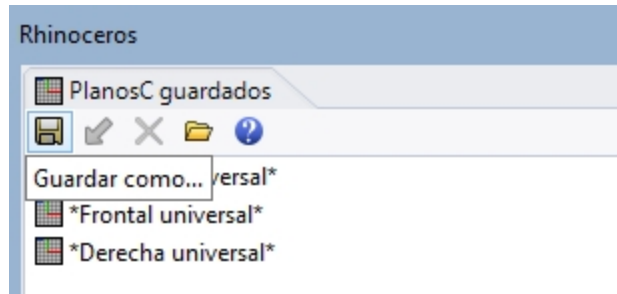 Rhinoceros
PlanosC guardados
Guardar como... versal*
*Frontal universal*
*Derecha universal*